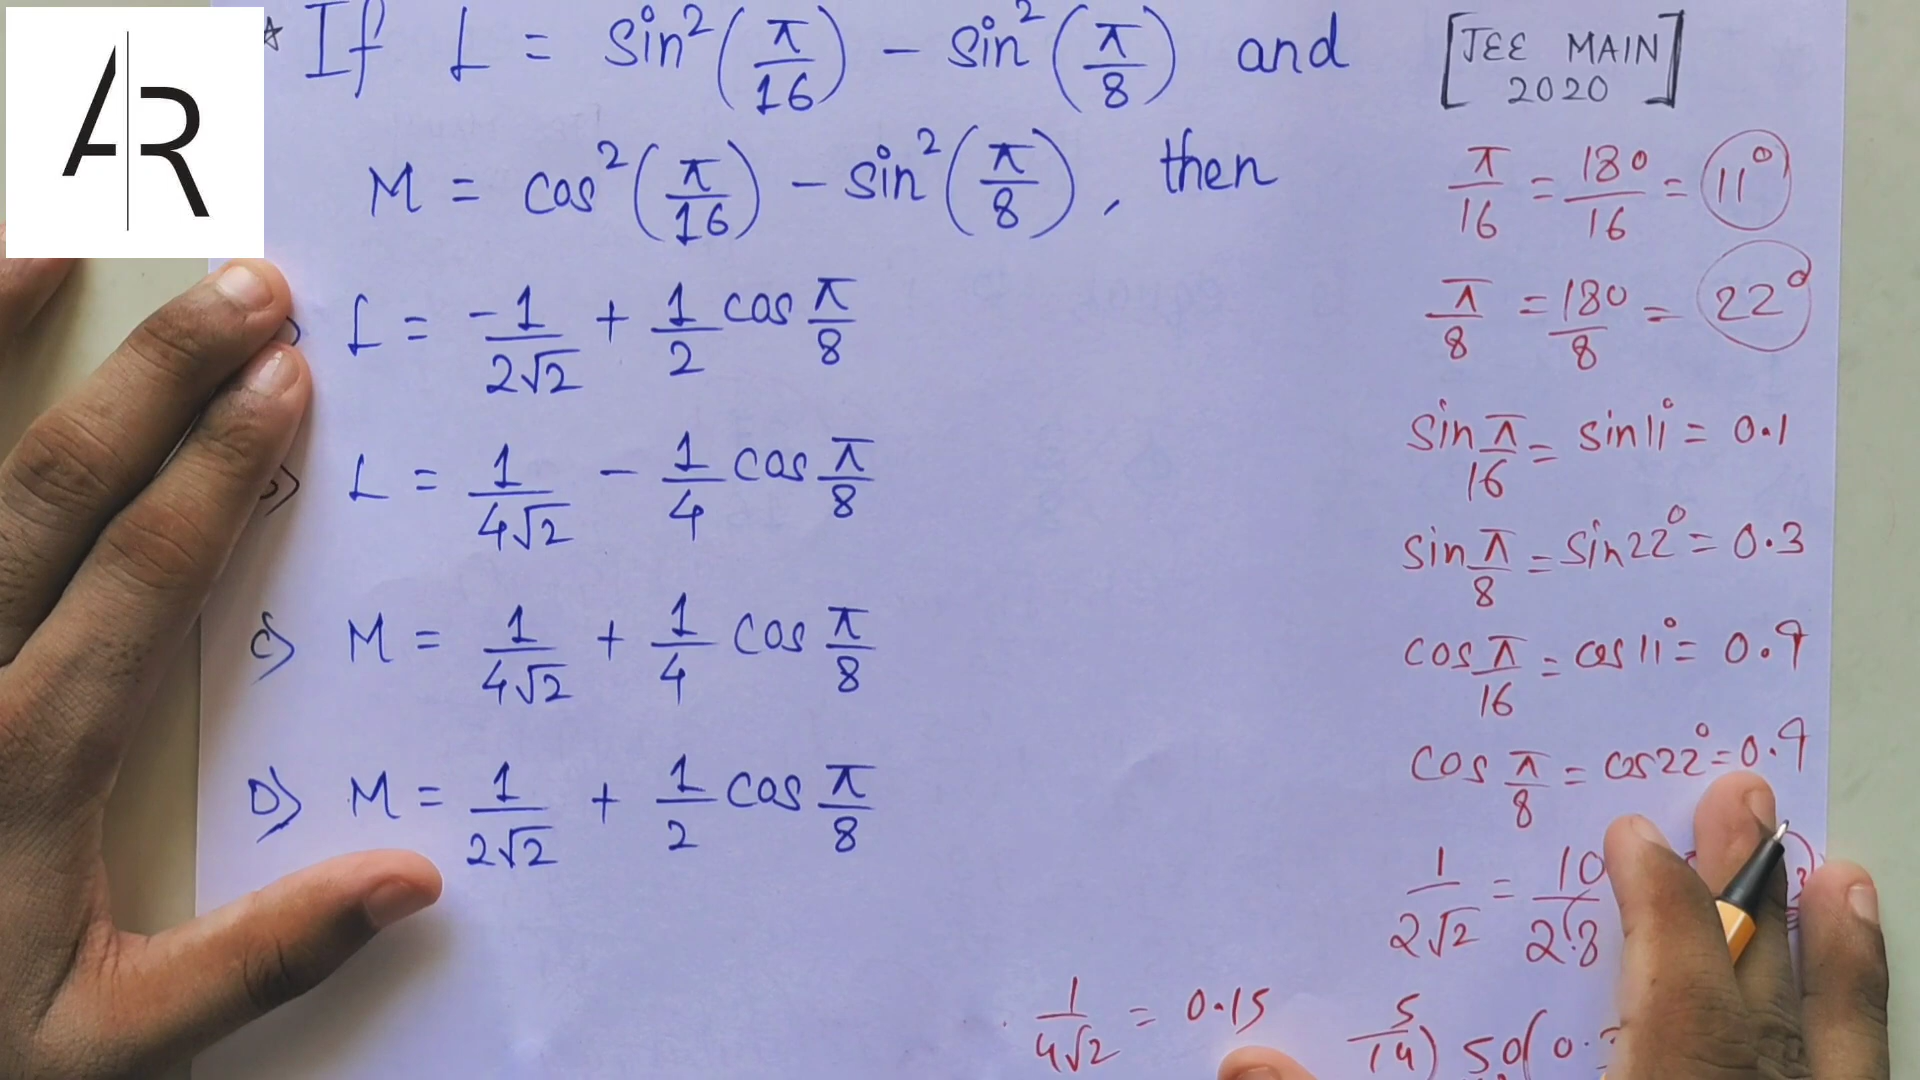 AR
If L = sin²(π/16) − sin²(π/8) and
[JEE MAIN
2020]
M = cos²(π/16) − sin²(π/8), then
) L = -1/2√2 + 1/2 cos π/8
b) L = 1/4√2 − 1/4 cos π/8
c) M = 1/4√2 + 1/4 cos π/8
D) M = 1/2√2 + 1/2 cos π/8
π/16 = 180/16 = 11°
π/8 = 180/8 = 22°
sin π/16 = sin 11° = 0.1
sin π/8 = sin 22° = 0.3
cos π/16 = cos 11° = 0.9
cos π/8 = cos 22° = 0.9
1/2√2 = 10/28
1/4√2 = 0.15
5/14) 50(0.